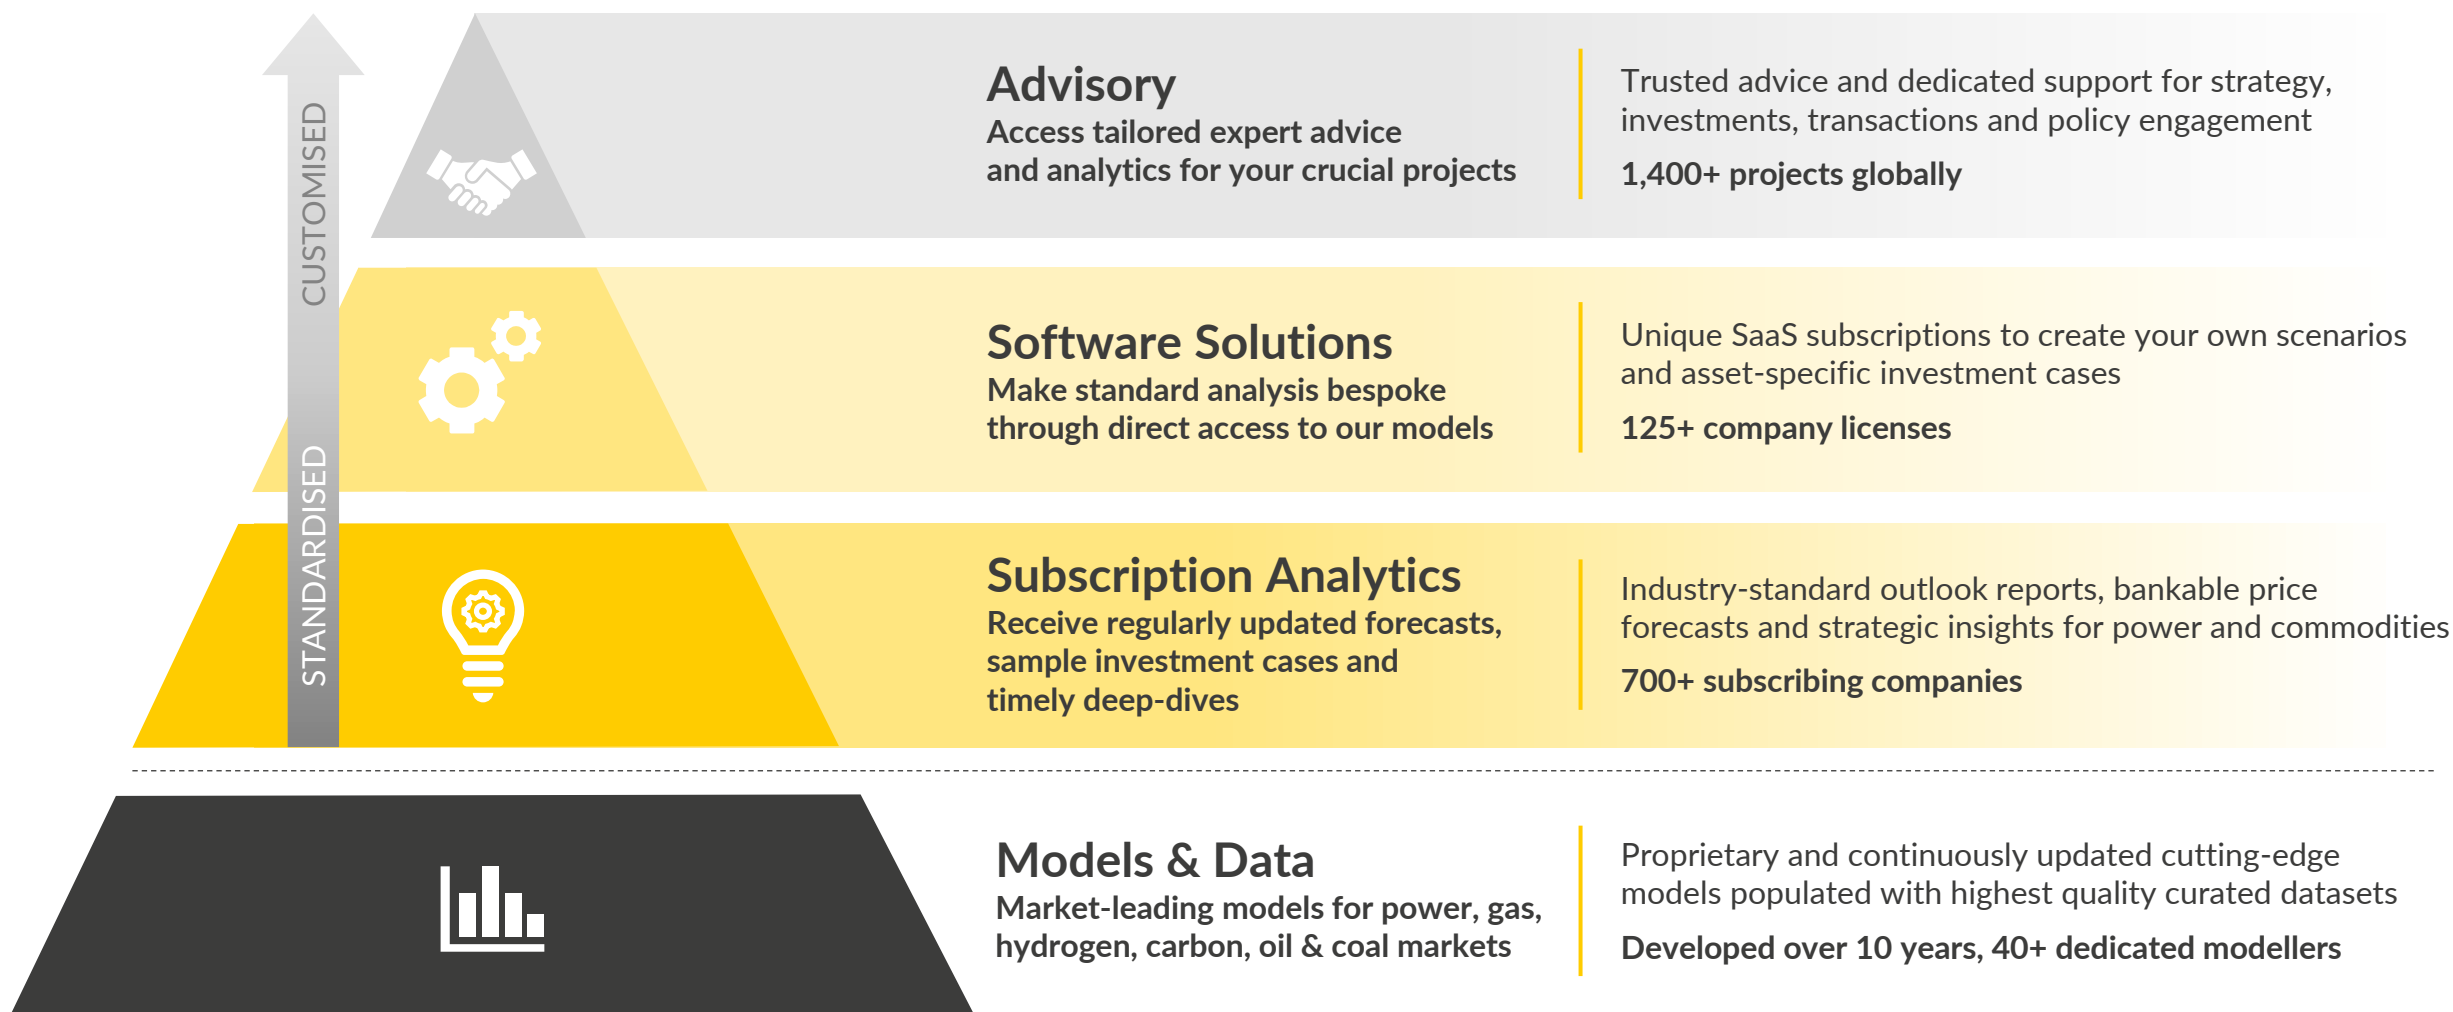 CUSTOMISED
STANDARDISED
Advisory
Access tailored expert advice
and analytics for your crucial projects
Trusted advice and dedicated support for strategy,
investments, transactions and policy engagement
1,400+ projects globally
Software Solutions
Make standard analysis bespoke
through direct access to our models
Unique SaaS subscriptions to create your own scenarios
and asset-specific investment cases
125+ company licenses
Subscription Analytics
Receive regularly updated forecasts,
sample investment cases and
timely deep-dives
Industry-standard outlook reports, bankable price
forecasts and strategic insights for power and commodities
700+ subscribing companies
Models & Data
Market-leading models for power, gas,
hydrogen, carbon, oil & coal markets
Proprietary and continuously updated cutting-edge
models populated with highest quality curated datasets
Developed over 10 years, 40+ dedicated modellers